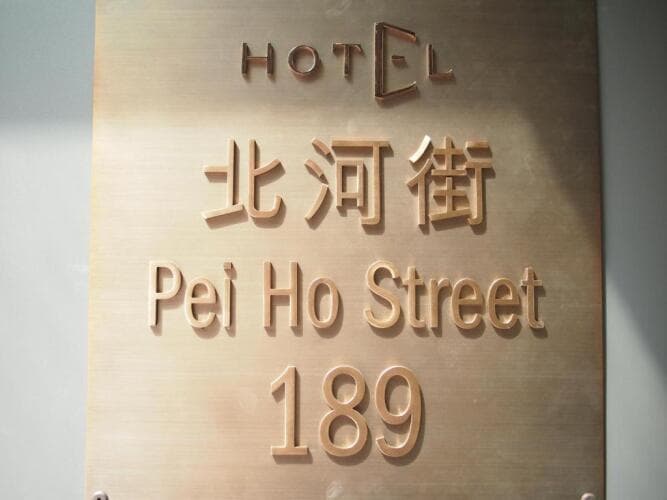 HOTEL
北河街
Pei Ho Street
189